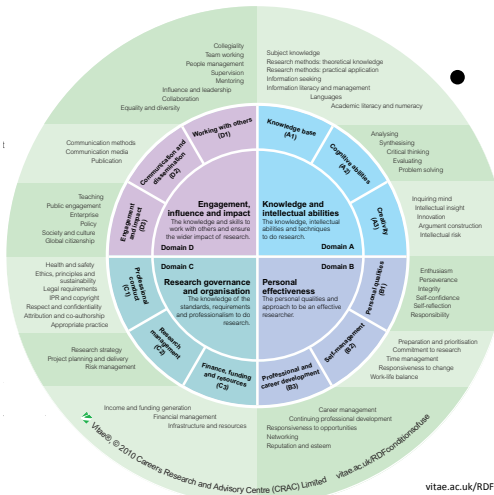 Collegiality
Team working
People management
Supervision
Mentoring
Influence and leadership
Collaboration
Equality and diversity
Subject knowledge
Research methods: theoretical knowledge
Research methods: practical application
Information seeking
Information literacy and management
Languages
Academic literacy and numeracy
Communication methods
Communication media
Publication
Working with others
(D1)
Knowledge base
(A1)
Analysing
Synthesising
Critical thinking
Evaluating
Problem solving
Communication and
dissemination
(D2)
Cognitive abilities
(A2)
Teaching
Public engagement
Enterprise
Policy
Society and culture
Global citizenship
Engagement
and impact
(D3)
Engagement,
influence and impact
The knowledge and skills to
work with others and ensure
the wider impact of research.
Domain D
Knowledge and
intellectual abilities
The knowledge, intellectual
abilities and techniques
to do research.
Domain A
Creativity
(A3)
Inquiring mind
Intellectual insight
Innovation
Argument construction
Intellectual risk
Health and safety
Ethics, principles and
sustainability
Legal requirements
IPR and copyright
Respect and confidentiality
Attribution and co-authorship
Appropriate practice
Professional
conduct
(C1)
Domain C
Research governance
and organisation
The knowledge of the
standards, requirements
and professionalism to do
research.
Domain B
Personal
effectiveness
The personal qualities and
approach to be an effective
researcher.
Personal qualities
(B1)
Enthusiasm
Perseverance
Integrity
Self-confidence
Self-reflection
Responsibility
Research strategy
Project planning and delivery
Risk management
Research
management
(C2)
Self-management
(B2)
Preparation and prioritisation
Commitment to research
Time management
Responsiveness to change
Work-life balance
Finance, funding
and resources
(C3)
Professional and
career development
(B3)
Income and funding generation
Financial management
Infrastructure and resources
Career management
Continuing professional development
Responsiveness to opportunities
Networking
Reputation and esteem
Vitae®, © 2010 Careers Research and Advisory Centre (CRAC) Limited vitae.ac.uk/RDFconditionsofuse
vitae.ac.uk/RDF